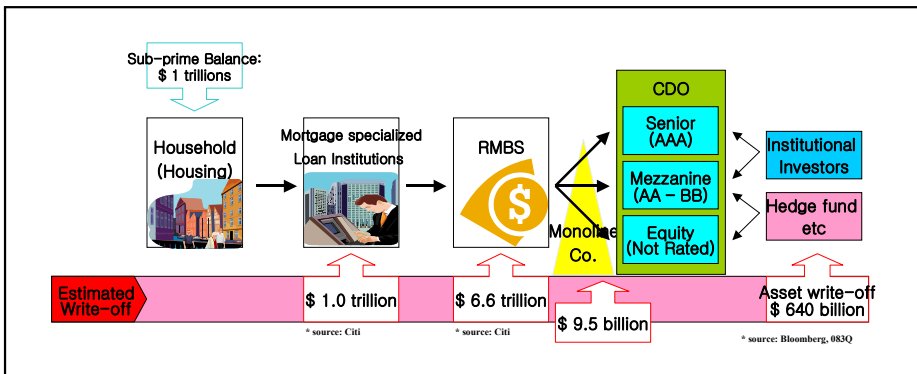 Sub-prime Balance:
$ 1 trillions
Household
(Housing)
Mortgage specialized
Loan Institutions
RMBS
$
Monoline
Co.
CDO
Senior
(AAA)
Mezzanine
(AA - BB)
Equity
(Not Rated)
Institutional
Investors
Hedge fund
etc
Estimated
Write-off
$ 1.0 trillion
* source: Citi
$ 6.6 trillion
* source: Citi
$ 9.5 billion
Asset write-off
$ 640 billion
* source: Bloomberg, 083Q